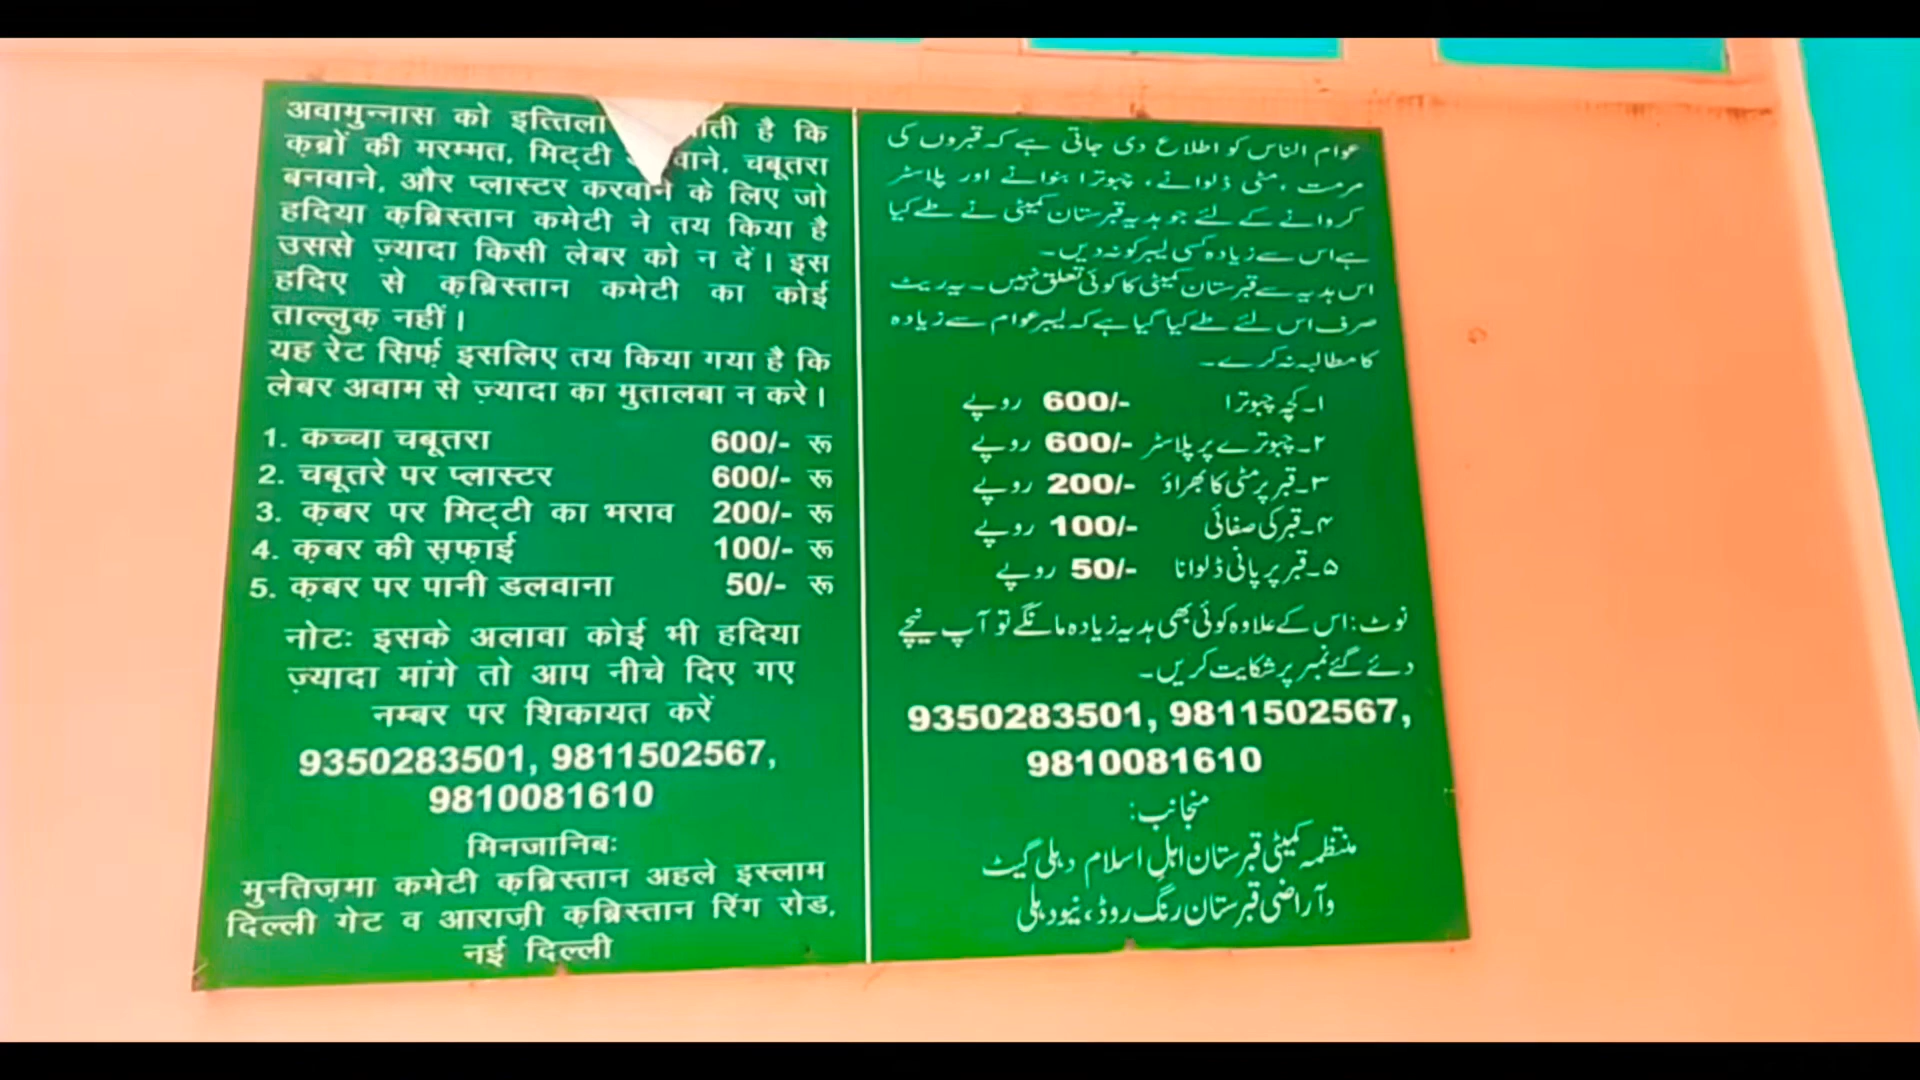 अवामुन्नास को इत्तिला ाती है कि
क़ब्रों की मरम्मत, मिट्टी वाने, चबूतरा
बनवाने, और प्लास्टर करवाने के लिए जो
हदिया क़ब्रिस्तान कमेटी ने तय किया है
उससे ज़्यादा किसी लेबर को न दें। इस
हदिए से क़ब्रिस्तान कमेटी का कोई
ताल्लुक़ नहीं।
यह रेट सिर्फ़ इसलिए तय किया गया है कि
लेबर अवाम से ज़्यादा का मुतालबा न करे।
1. कच्चा चबूतरा 600/- रू
2. चबूतरे पर प्लास्टर 600/- रू
3. क़बर पर मिट्टी का भराव 200/- रू
4. क़बर की सफ़ाई 100/- रू
5. क़बर पर पानी डलवाना 50/- रू
नोटः इसके अलावा कोई भी हदिया
ज़्यादा मांगे तो आप नीचे दिए गए
नम्बर पर शिकायत करें
9350283501, 9811502567,
9810081610
मिनजानिबः
मुन्तिज़मा कमेटी क़ब्रिस्तान अहले इस्लाम
दिल्ली गेट व आराज़ी क़ब्रिस्तान रिंग रोड,
नई दिल्ली
عوام الناس کو اطلاع دی جاتی ہے کہ قبروں کی
مرمت ،مٹی ڈلوانے، چبوترا بنوانے اور پلاسٹر
کروانے کے لئے جو ہدیہ قبرستان کمیٹی نے طے کیا
ہے اس سے زیادہ کسی لیبر کو نہ دیں۔
اس ہدیہ سے قبرستان کمیٹی کا کوئی تعلق نہیں۔ یہ ریٹ
صرف اس لئے طے کیا گیا ہے کہ لیبر عوام سے زیادہ
کا مطالبہ نہ کرے۔
۱۔ کچہ چبوترا 600/- روپے
۲۔ چبوترے پر پلاسٹر 600/- روپے
۳۔ قبر پر مٹی کا بھراؤ 200/- روپے
۴۔ قبر کی صفائی 100/- روپے
۵۔ قبر پر پانی ڈلوانا 50/- روپے
نوٹ: اس کے علاوہ کوئی بھی ہدیہ زیادہ مانگے تو آپ نیچے
دئے گئے نمبر پر شکایت کریں۔
9350283501, 9811502567,
9810081610
منجانب:
منتظمہ کمیٹی قبرستان اہلِ اسلام دہلی گیٹ
و آراضی قبرستان رنگ روڈ، نیو دہلی